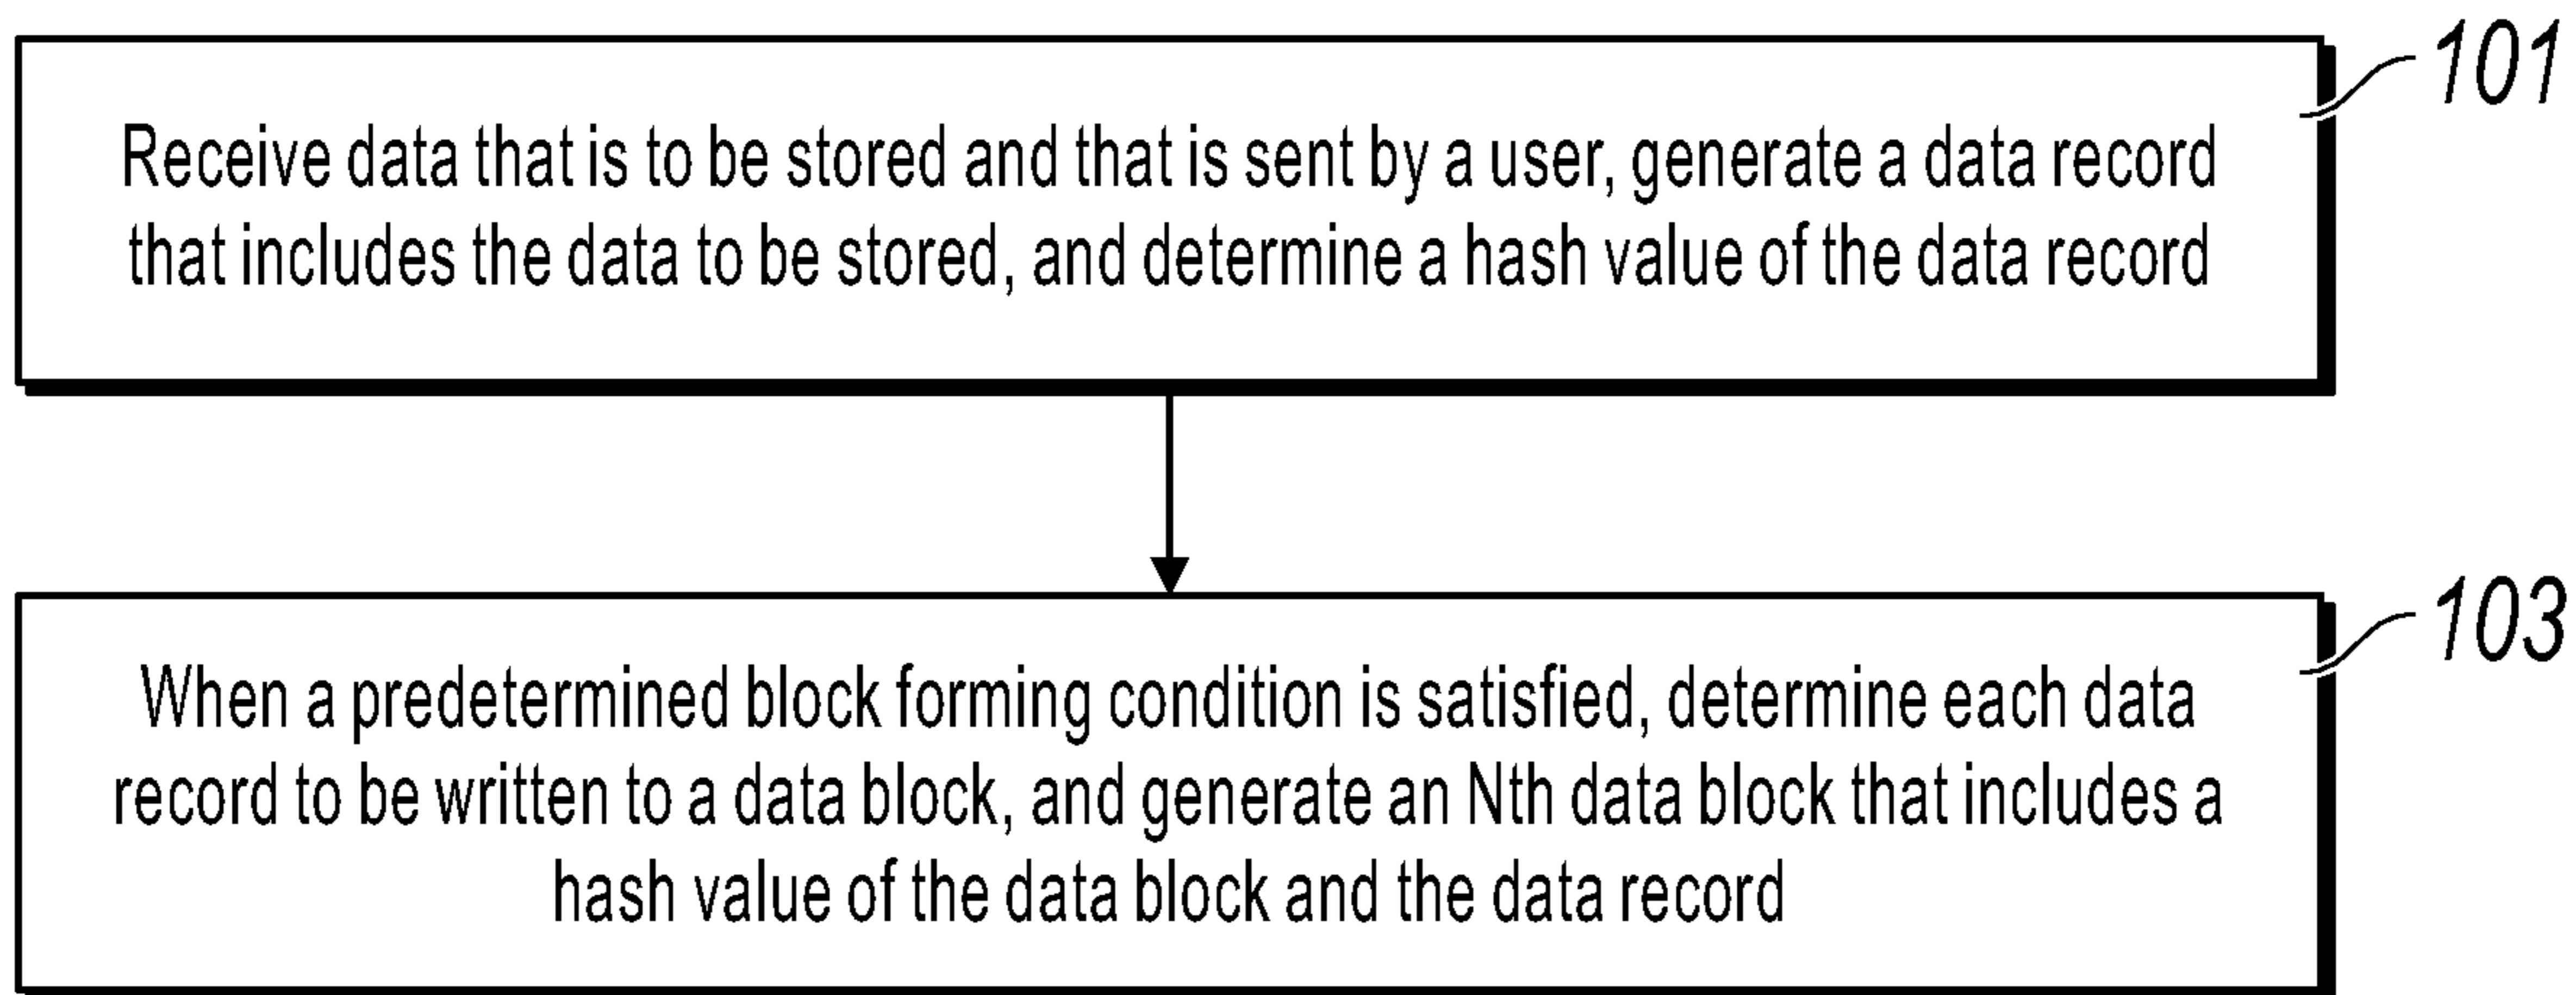 101
Receive data that is to be stored and that is sent by a user, generate a data record
that includes the data to be stored, and determine a hash value of the data record
103
When a predetermined block forming condition is satisfied, determine each data
record to be written to a data block, and generate an Nth data block that includes a
hash value of the data block and the data record